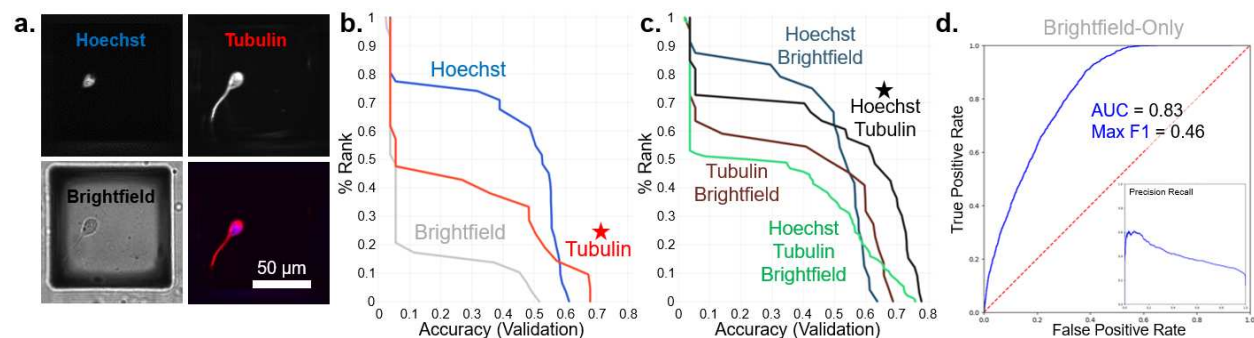 a.
Hoechst
Tubulin
Brightfield
50 µm
b.
1
0.9
0.8
0.7
0.6
0.5
0.4
0.3
0.2
0.1
0
% Rank
Hoechst
Brightfield
Tubulin
0 0.1 0.2 0.3 0.4 0.5 0.6 0.7 0.8
Accuracy (Validation)
c.
1
0.9
0.8
0.7
0.6
0.5
0.4
0.3
0.2
0.1
0
% Rank
Hoechst
Brightfield
Hoechst
Tubulin
Tubulin
Brightfield
Hoechst
Tubulin
Brightfield
0 0.1 0.2 0.3 0.4 0.5 0.6 0.7 0.8
Accuracy (Validation)
d.
Brightfield-Only
1.0
0.8
0.6
0.4
0.2
0.0
True Positive Rate
AUC = 0.83
Max F1 = 0.46
Precision Recall
0.0 0.2 0.4 0.6 0.8 1.0
False Positive Rate